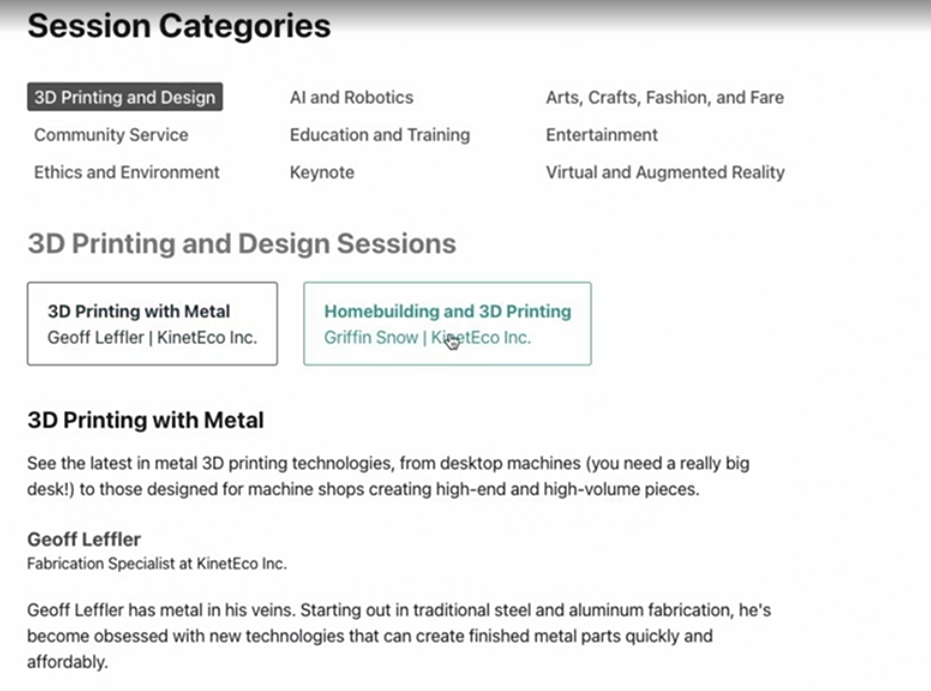 Session Categories
3D Printing and Design
AI and Robotics
Arts, Crafts, Fashion, and Fare
Community Service
Education and Training
Entertainment
Ethics and Environment
Keynote
Virtual and Augmented Reality
3D Printing and Design Sessions
3D Printing with Metal
Geoff Leffler | KinetEco Inc.
Homebuilding and 3D Printing
Griffin Snow | KinetEco Inc.
3D Printing with Metal
See the latest in metal 3D printing technologies, from desktop machines (you need a really big
desk!) to those designed for machine shops creating high-end and high-volume pieces.
Geoff Leffler
Fabrication Specialist at KinetEco Inc.
Geoff Leffler has metal in his veins. Starting out in traditional steel and aluminum fabrication, he's
become obsessed with new technologies that can create finished metal parts quickly and
affordably.